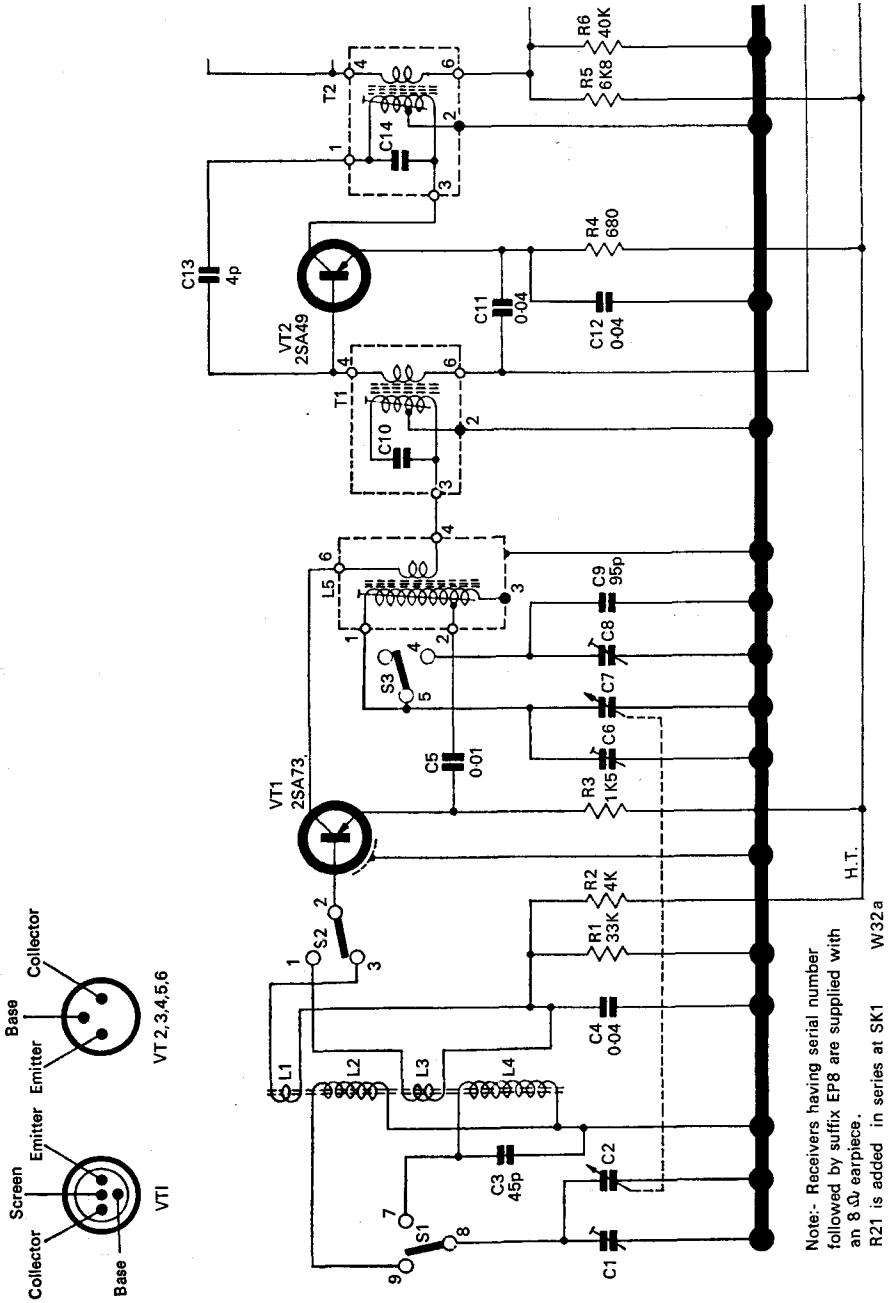 Screen
Collector
Emitter
Base
VT1
Base
Emitter
Collector
VT 2,3,4,5,6
C13
4p
VT1
2SA73
VT2
2SA49
S2
1
2
3
L1
L2
L3
L4
S1
7
8
9
C3
45p
C1
C2
C4
0·04
R1
33K
R2
4K
R3
1K5
C5
0·01
S3
4
5
C6
C7
C8
C9
95p
L5
1
2
3
4
6
T1
C10
2
3
4
6
C11
0·04
C12
0·04
R4
680
T2
C14
1
2
3
4
6
R5
6K8
R6
40K
H.T.
Note:- Receivers having serial number
followed by suffix EP8 are supplied with
an 8 Ω earpiece.
R21 is added in series at SK1 W32a